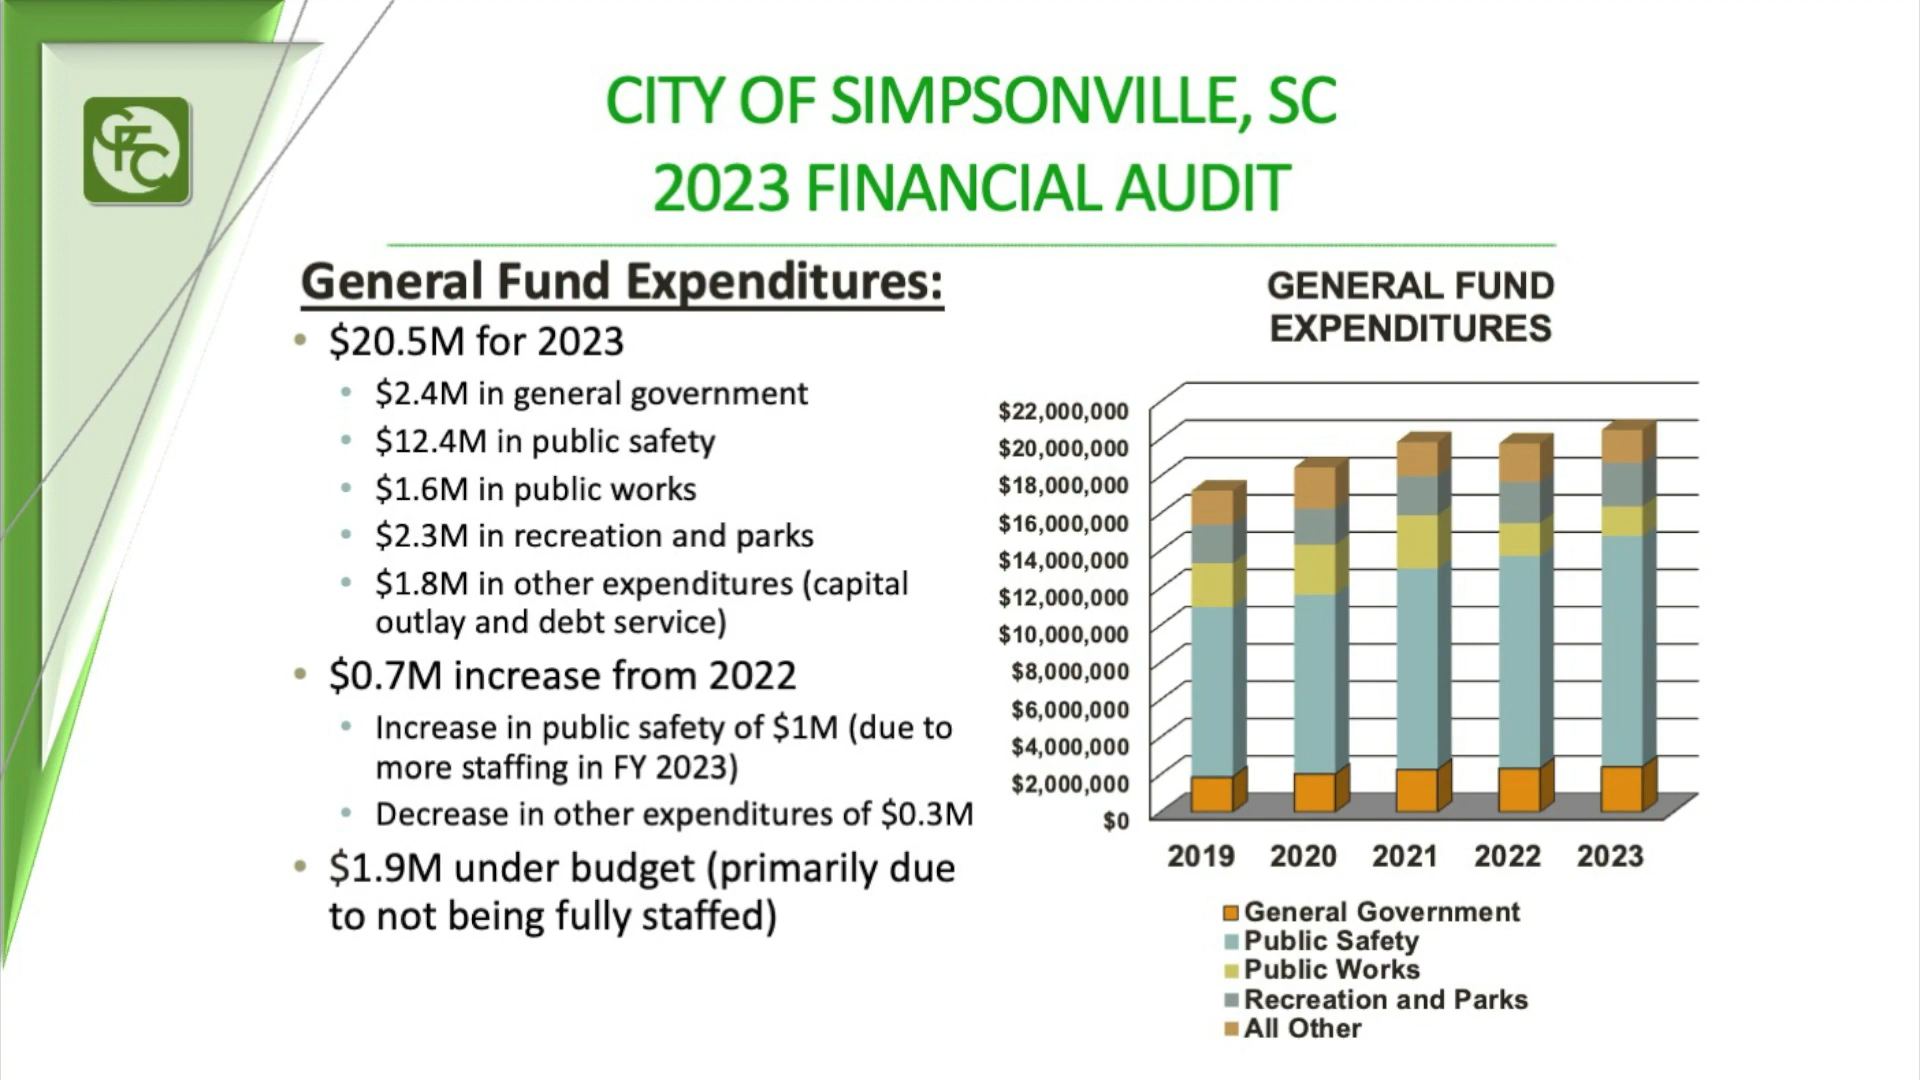 CFC
CITY OF SIMPSONVILLE, SC
2023 FINANCIAL AUDIT
General Fund Expenditures:
• $20.5M for 2023
• $2.4M in general government
• $12.4M in public safety
• $1.6M in public works
• $2.3M in recreation and parks
• $1.8M in other expenditures (capital
outlay and debt service)
• $0.7M increase from 2022
• Increase in public safety of $1M (due to
more staffing in FY 2023)
• Decrease in other expenditures of $0.3M
• $1.9M under budget (primarily due
to not being fully staffed)
GENERAL FUND
EXPENDITURES
$22,000,000
$20,000,000
$18,000,000
$16,000,000
$14,000,000
$12,000,000
$10,000,000
$8,000,000
$6,000,000
$4,000,000
$2,000,000
$0
2019 2020 2021 2022 2023
General Government
Public Safety
Public Works
Recreation and Parks
All Other